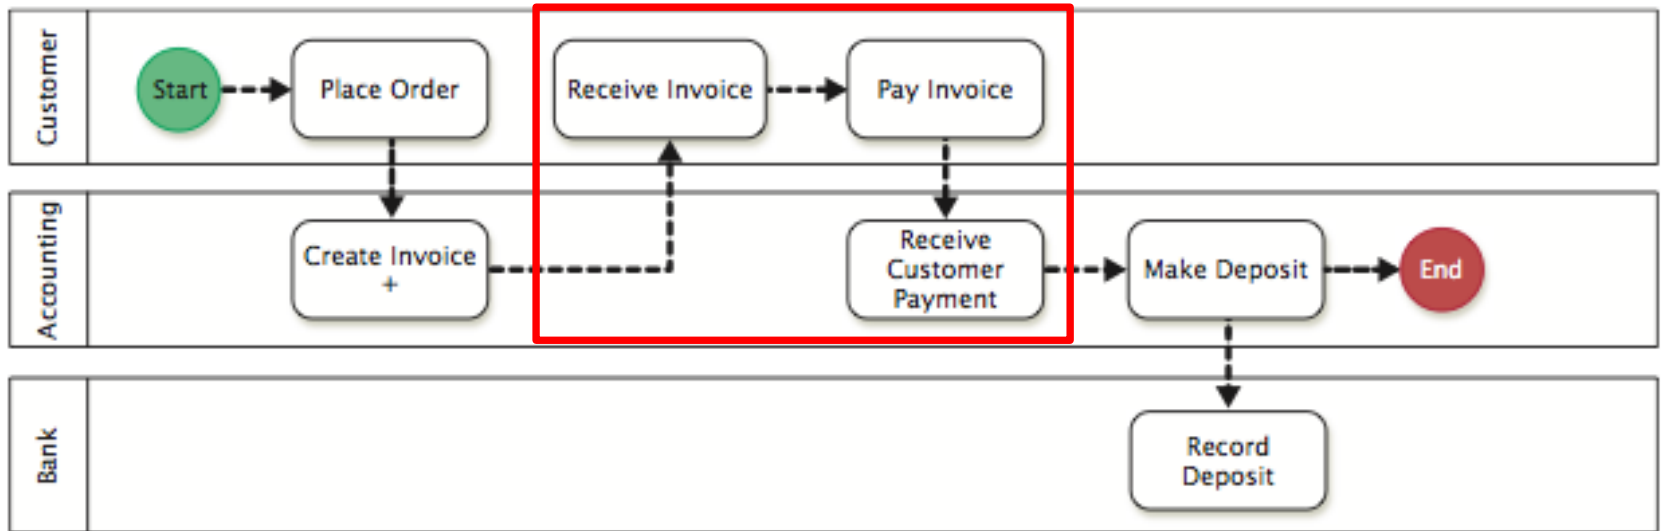 Customer
Start
Place Order
Receive Invoice
Pay Invoice
Accounting
Create Invoice
+
Receive
Customer
Payment
Make Deposit
End
Bank
Record
Deposit